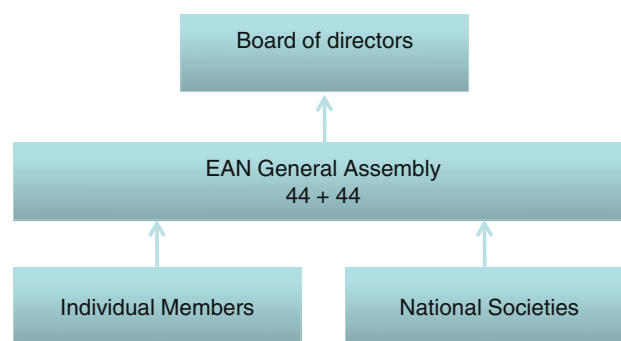 Board of directors
EAN General Assembly
44 + 44
Individual Members
National Societies